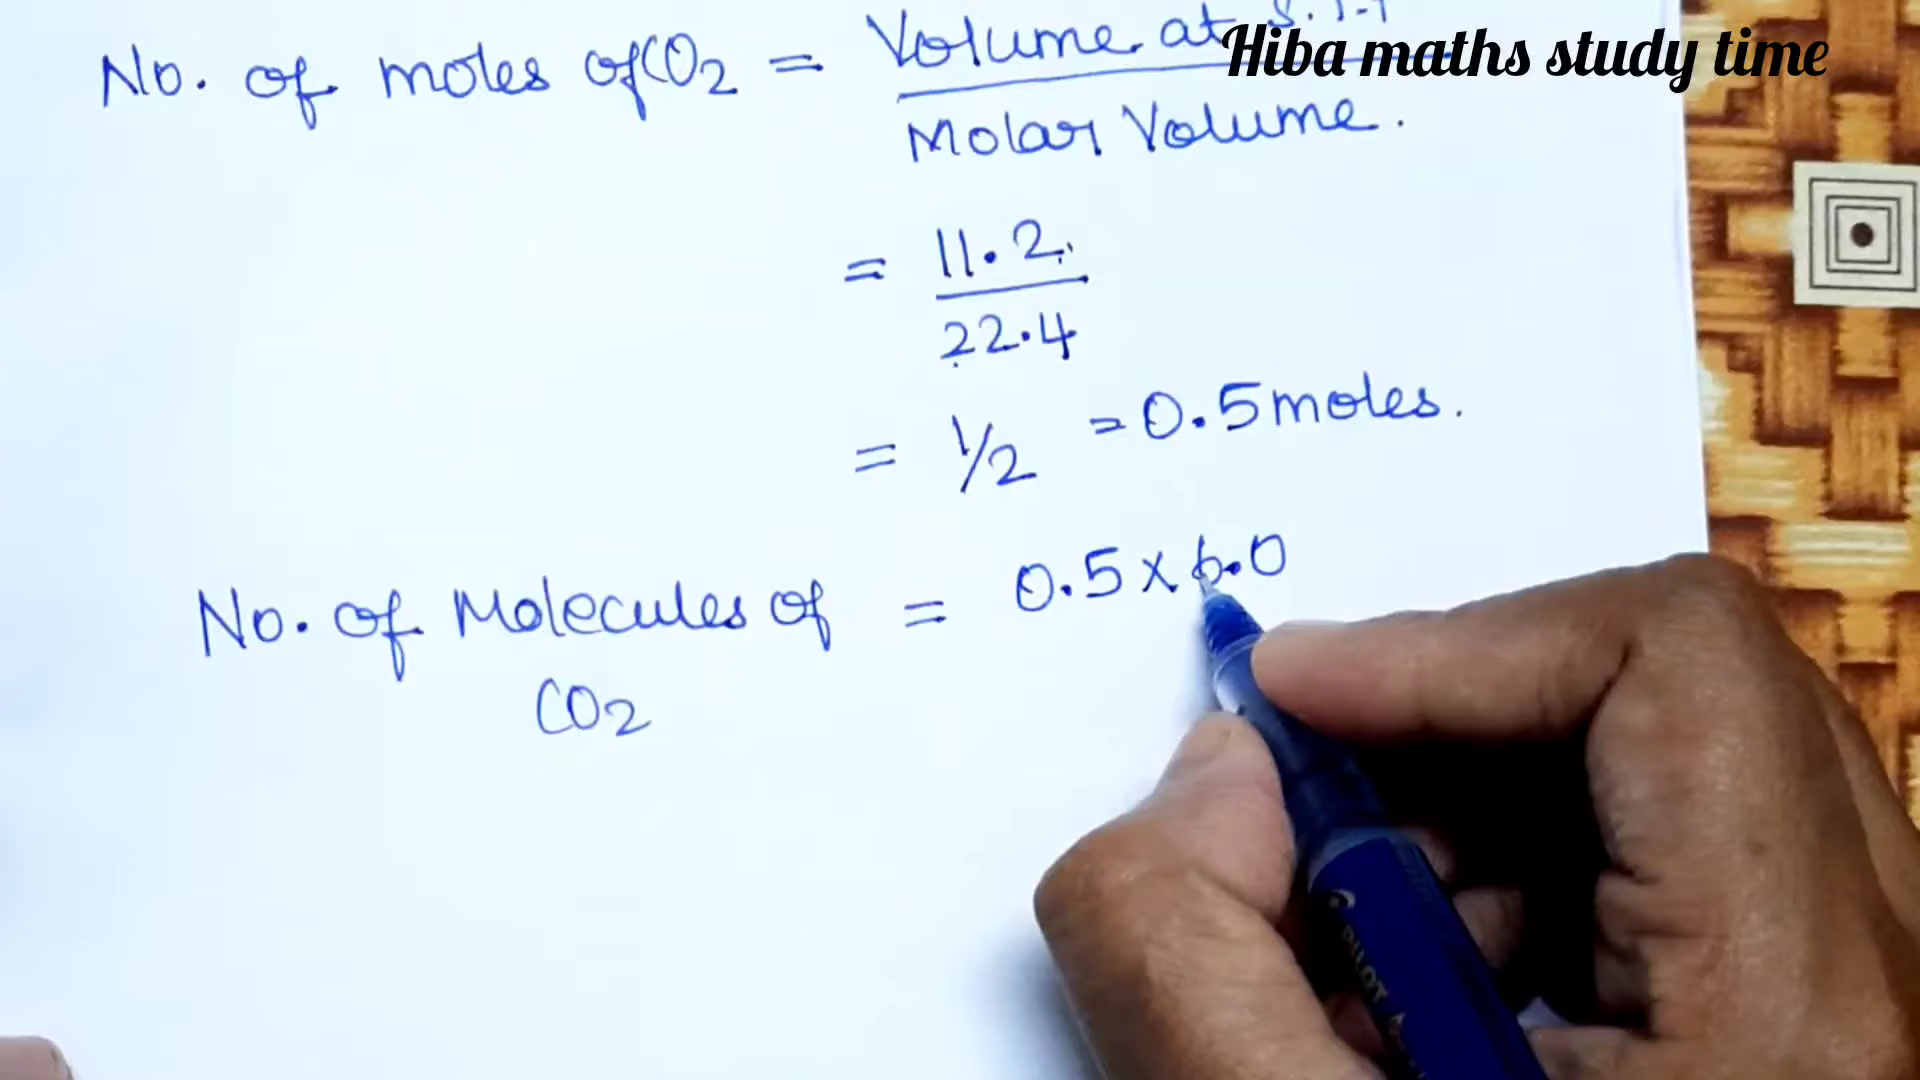 No. of moles of CO2 = Volume at S.T.P
Hiba maths study time
Molar Volume.
= 11.2
22.4
= 1/2 = 0.5 moles.
No. of Molecules of = 0.5 x 6.0
CO2
PILOT